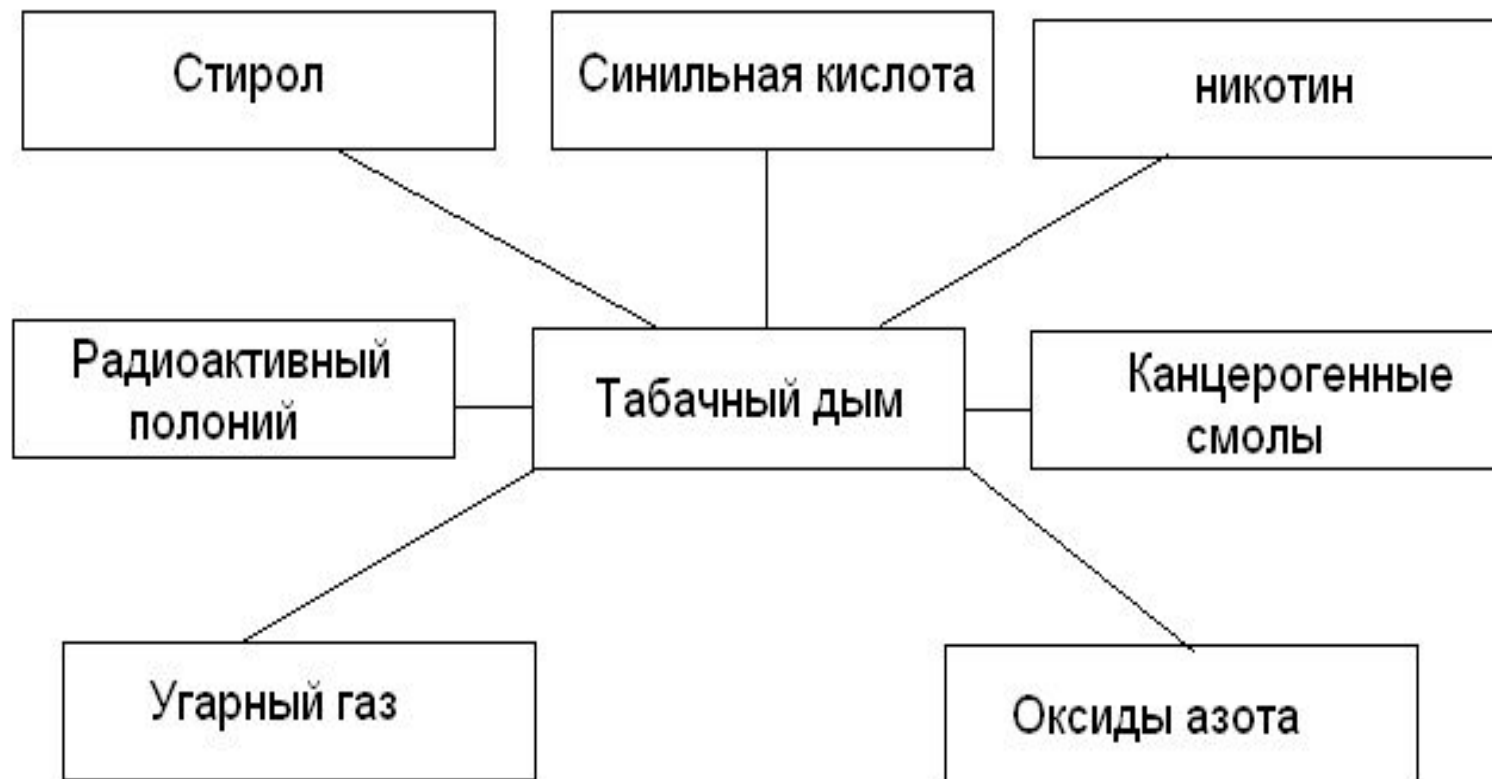 Стирол
Синильная кислота
никотин
Радиоактивный
полоний
Табачный дым
Канцерогенные
смолы
Угарный газ
Оксиды азота